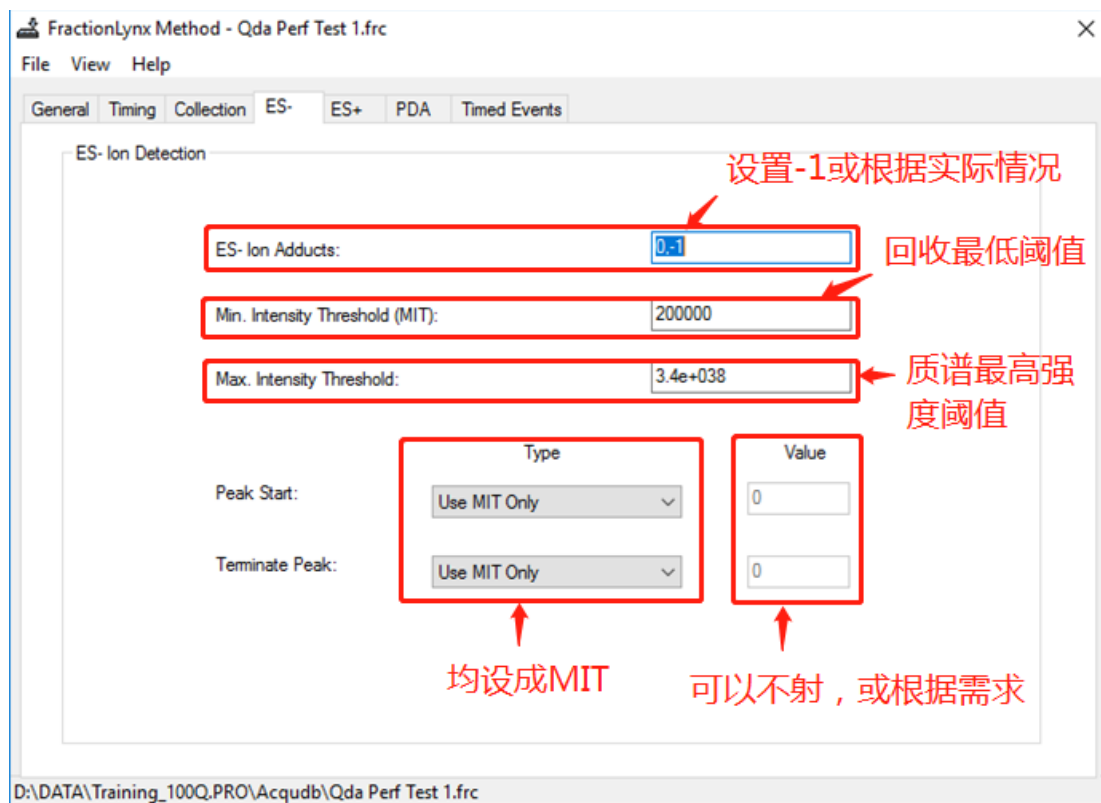 FractionLynx Method - Qda Perf Test 1.frc
File View Help
General Timing Collection ES- ES+ PDA Timed Events
ES- Ion Detection
设置-1或根据实际情况
ES- Ion Adducts: 0,-1
回收最低阈值
Min. Intensity Threshold (MIT): 200000
Max. Intensity Threshold: 3.4e+038
质谱最高强
度阈值
Type Value
Peak Start: Use MIT Only 0
Terminate Peak: Use MIT Only 0
均设成MIT
可以不射，或根据需求
D:\DATA\Training_100Q.PRO\Acqudb\Qda Perf Test 1.frc